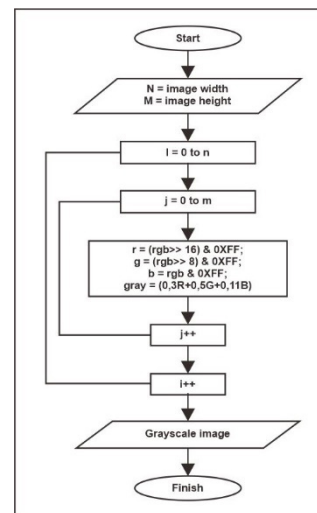 Start
N = image width
M = image height
I = 0 to n
j = 0 to m
r = (rgb>> 16) & 0XFF;
g = (rgb>> 8) & 0XFF;
b = rgb & 0XFF;
gray = (0,3R+0,5G+0,11B)
j++
i++
Grayscale image
Finish